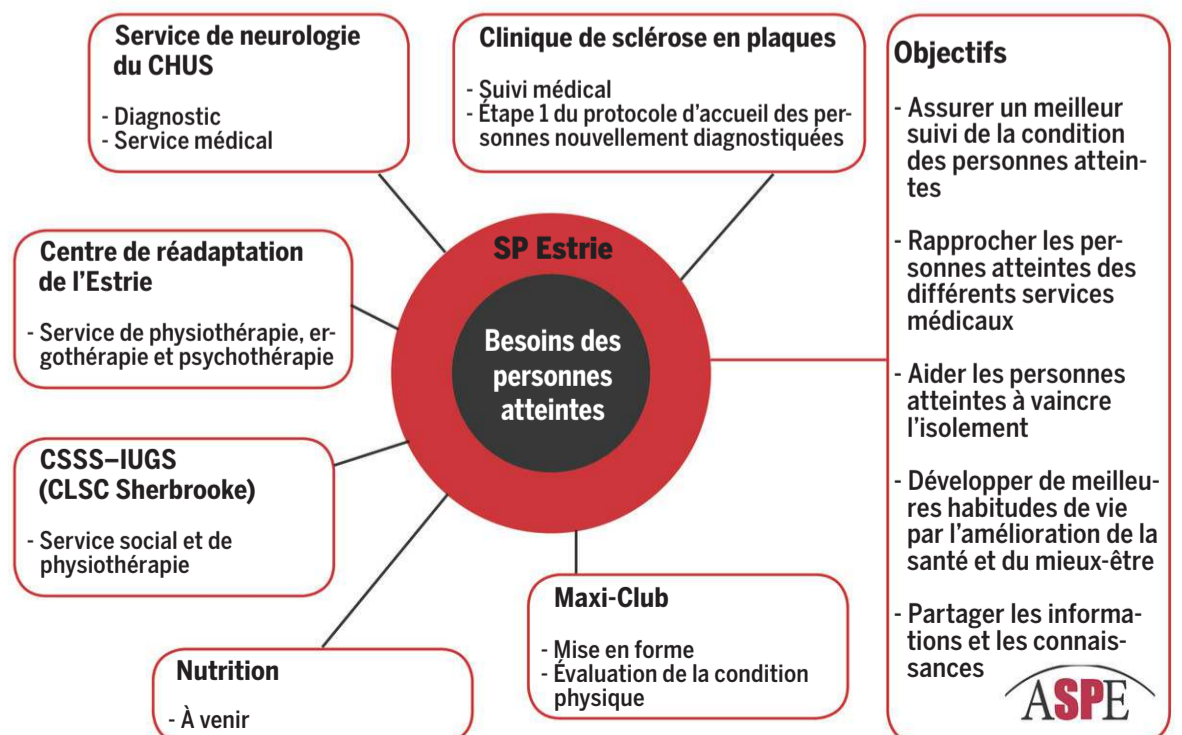 Service de neurologie
du CHUS
- Diagnostic
- Service médical
Clinique de sclérose en plaques
- Suivi médical
- Étape 1 du protocole d'accueil des per-
sonnes nouvellement diagnostiquées
Centre de réadaptation
de l'Estrie
- Service de physiothérapie, er-
gothérapie et psychothérapie
SP Estrie
Besoins des
personnes
atteintes
CSSS–IUGS
(CLSC Sherbrooke)
- Service social et de
physiothérapie
Nutrition
- À venir
Maxi-Club
- Mise en forme
- Évaluation de la condition
physique
Objectifs
- Assurer un meilleur
suivi de la condition
des personnes attein-
tes
- Rapprocher les per-
sonnes atteintes des
différents services
médicaux
- Aider les personnes
atteintes à vaincre
l'isolement
- Développer de meilleu-
res habitudes de vie
par l'amélioration de la
santé et du mieux-être
- Partager les informa-
tions et les connais-
sances
ASPE